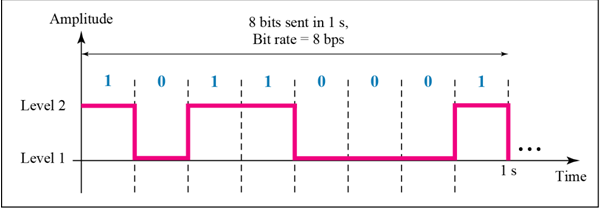 Amplitude
8 bits sent in 1 s,
Bit rate = 8 bps
1 0 1 1 0 0 0 1
Level 2
Level 1
...
1 s
Time